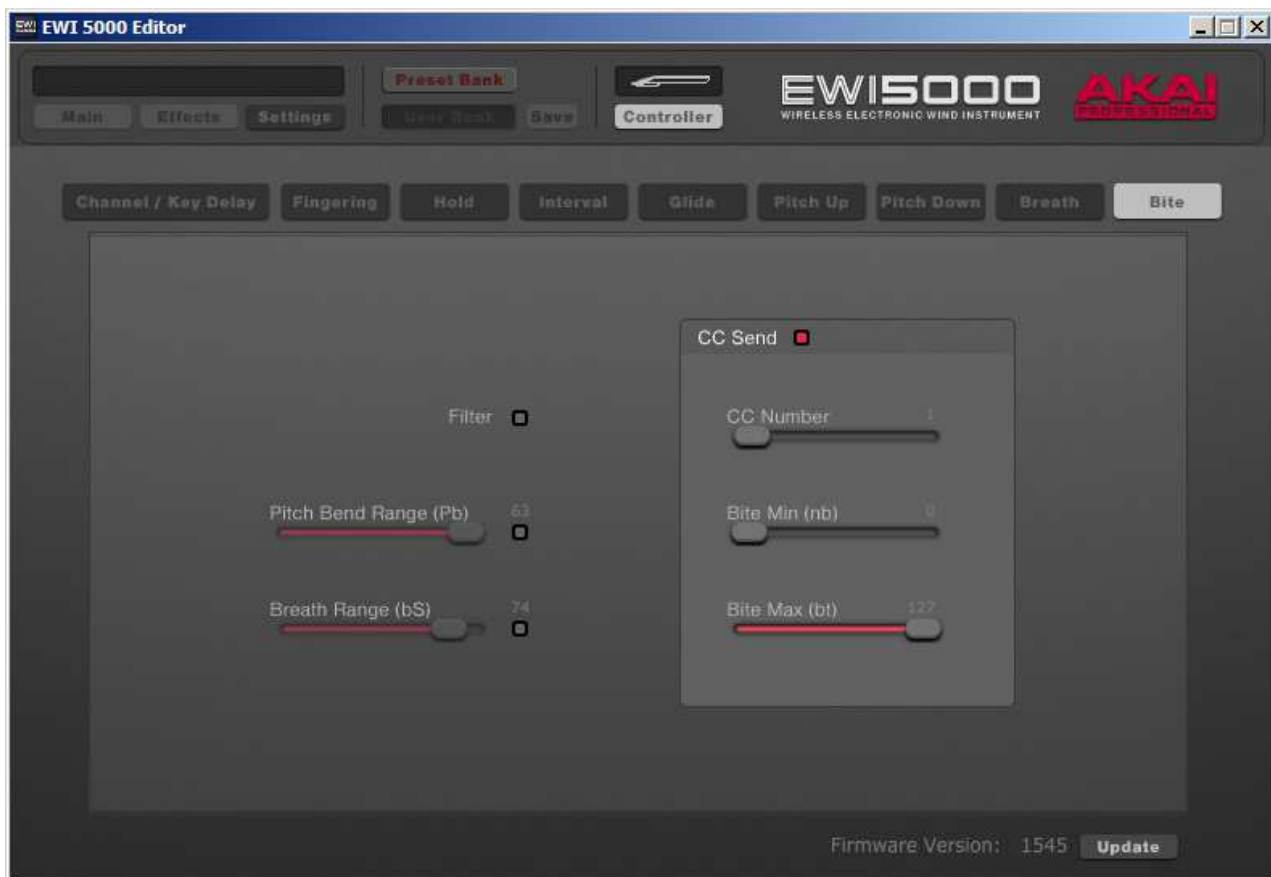 EWI 5000 Editor
Preset Bank
Main Effects Settings User Bank Save Controller
EWI5000
WIRELESS ELECTRONIC WIND INSTRUMENT
AKAI
PROFESSIONAL
Channel / Key Delay Fingering Hold Interval Glide Pitch Up Pitch Down Breath Bite
CC Send
Filter
CC Number 1
Pitch Bend Range (Pb) 63
Bite Min (nb) 0
Breath Range (bS) 74
Bite Max (bt) 127
Firmware Version: 1545 Update